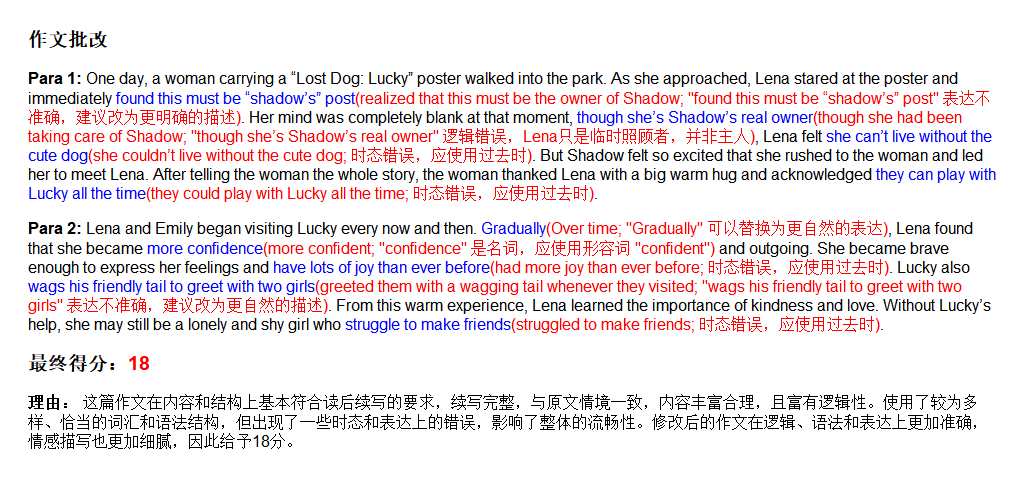 作文批改
Para 1: One day, a woman carrying a “Lost Dog: Lucky” poster walked into the park. As she approached, Lena stared at the poster and
immediately found this must be “shadow’s” post(realized that this must be the owner of Shadow; "found this must be “shadow’s” post" 表达不
准确，建议改为更明确的描述). Her mind was completely blank at that moment, though she’s Shadow’s real owner(though she had been
taking care of Shadow; "though she’s Shadow’s real owner" 逻辑错误，Lena只是临时照顾者，并非主人), Lena felt she can’t live without the
cute dog(she couldn’t live without the cute dog; 时态错误，应使用过去时). But Shadow felt so excited that she rushed to the woman and led
her to meet Lena. After telling the woman the whole story, the woman thanked Lena with a big warm hug and acknowledged they can play with
Lucky all the time(they could play with Lucky all the time; 时态错误，应使用过去时).
Para 2: Lena and Emily began visiting Lucky every now and then. Gradually(Over time; "Gradually" 可以替换为更自然的表达), Lena found
that she became more confidence(more confident; "confidence" 是名词，应使用形容词 "confident") and outgoing. She became brave
enough to express her feelings and have lots of joy than ever before(had more joy than ever before; 时态错误，应使用过去时). Lucky also
wags his friendly tail to greet with two girls(greeted them with a wagging tail whenever they visited; "wags his friendly tail to greet with two
girls" 表达不准确，建议改为更自然的描述). From this warm experience, Lena learned the importance of kindness and love. Without Lucky’s
help, she may still be a lonely and shy girl who struggle to make friends(struggled to make friends; 时态错误，应使用过去时).
最终得分：18
理由： 这篇作文在内容和结构上基本符合读后续写的要求，续写完整，与原文情境一致，内容丰富合理，且富有逻辑性。使用了较为多
样、恰当的词汇和语法结构，但出现了一些时态和表达上的错误，影响了整体的流畅性。修改后的作文在逻辑、语法和表达上更加准确，
情感描写也更加细腻，因此给予18分。